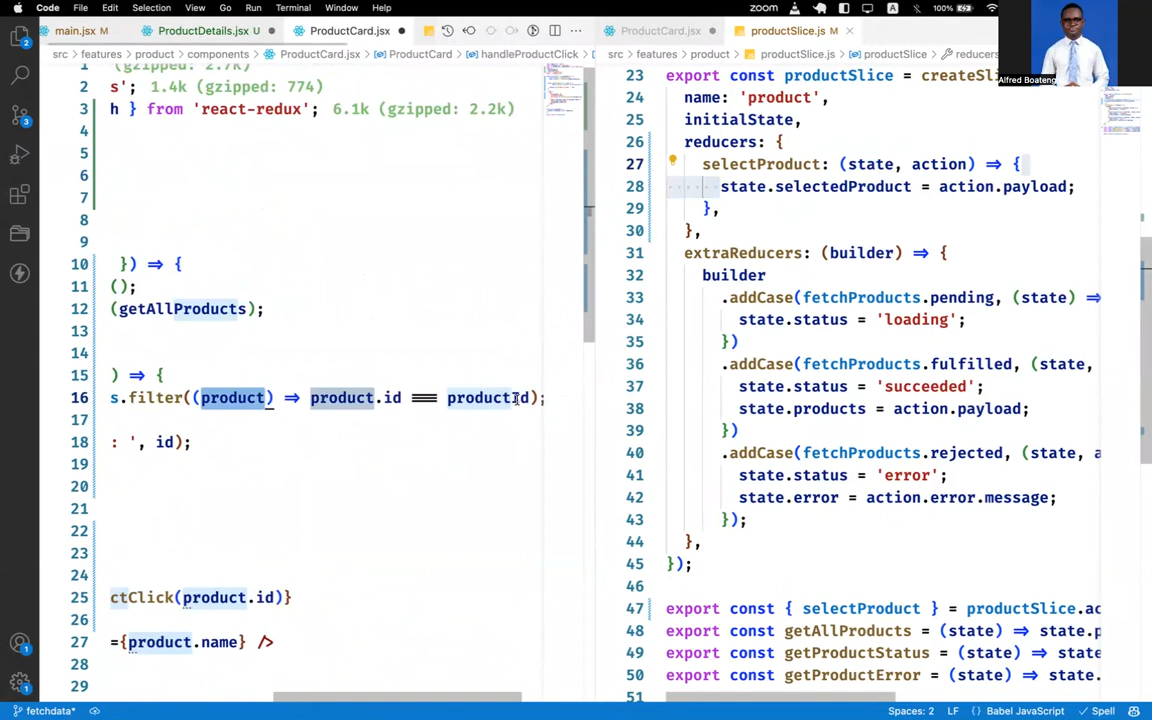 Code File Edit Selection View Go Run Terminal Window Help zoom 100%
main.jsx M ProductDetails.jsx U ProductCard.jsx
src > features > product > components > ProductCard.jsx > ProductCard > handleProductClick
1 (gzipped: 2.7k)
2 s'; 1.4k (gzipped: 774)
3 h } from 'react-redux'; 6.1k (gzipped: 2.2k)
4
5
6
7
8
9
10 }) => {
11 ();
12 (getAllProducts);
13
14
15 ) => {
16 s.filter((product) => product.id === productid);
17
18 : ', id);
19
20
21
22
23
24
25 ctClick(product.id)}
26
27 ={product.name} />
28
29
ProductCard.jsx productSlice.js M
src > features > product > productSlice.js > productSlice > reducers
Alfred Boateng
23 export const productSlice = createSli
24 name: 'product',
25 initialState,
26 reducers: {
27 selectProduct: (state, action) => {
28 state.selectedProduct = action.payload;
29 },
30 },
31 extraReducers: (builder) => {
32 builder
33 .addCase(fetchProducts.pending, (state) =>
34 state.status = 'loading';
35 })
36 .addCase(fetchProducts.fulfilled, (state,
37 state.status = 'succeeded';
38 state.products = action.payload;
39 })
40 .addCase(fetchProducts.rejected, (state, a
41 state.status = 'error';
42 state.error = action.error.message;
43 });
44 },
45 });
46
47 export const { selectProduct } = productSlice.ac
48 export const getAllProducts = (state) => state.p
49 export const getProductStatus = (state) => state
50 export const getProductError = (state) => state.
51
fetchdata* Spaces: 2 LF {} Babel JavaScript Spell